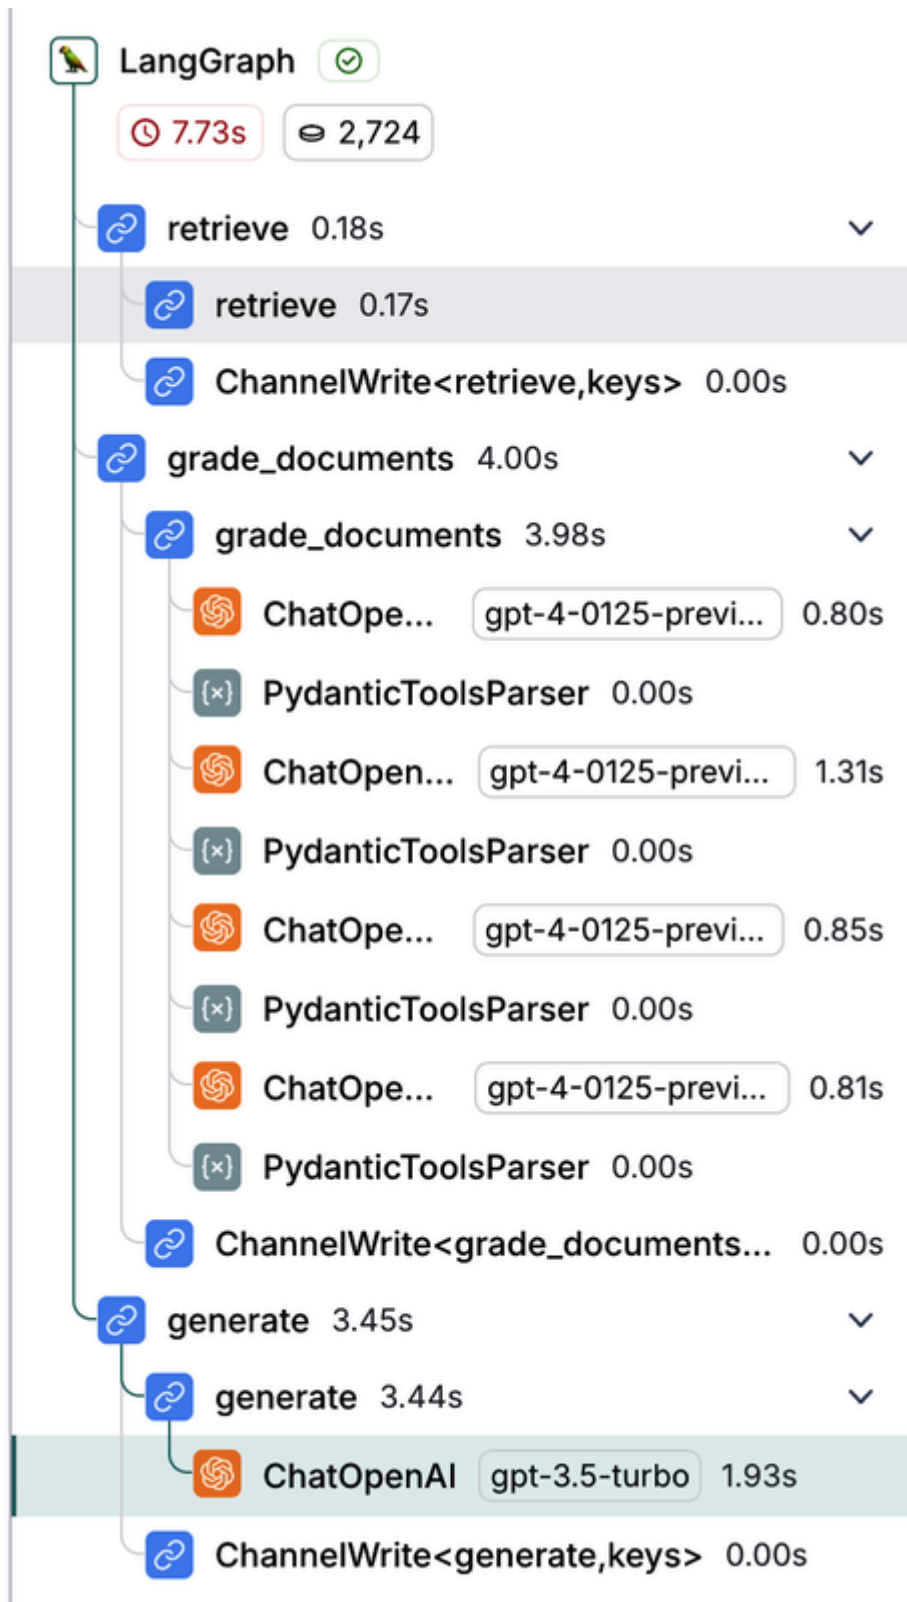 LangGraph
7.73s 2,724
retrieve 0.18s
retrieve 0.17s
ChannelWrite<retrieve,keys> 0.00s
grade_documents 4.00s
grade_documents 3.98s
ChatOpe... gpt-4-0125-previ... 0.80s
PydanticToolsParser 0.00s
ChatOpen... gpt-4-0125-previ... 1.31s
PydanticToolsParser 0.00s
ChatOpe... gpt-4-0125-previ... 0.85s
PydanticToolsParser 0.00s
ChatOpe... gpt-4-0125-previ... 0.81s
PydanticToolsParser 0.00s
ChannelWrite<grade_documents... 0.00s
generate 3.45s
generate 3.44s
ChatOpenAI gpt-3.5-turbo 1.93s
ChannelWrite<generate,keys> 0.00s